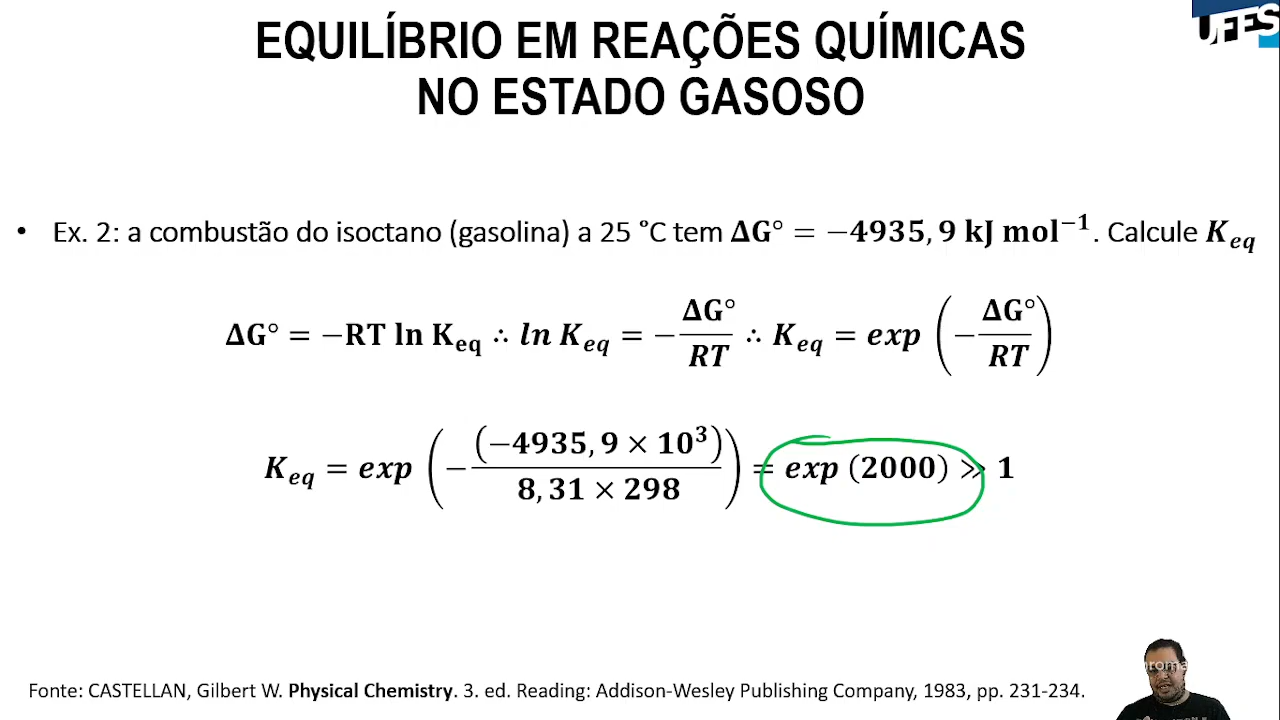 UFES
EQUILÍBRIO EM REAÇÕES QUÍMICAS
NO ESTADO GASOSO
• Ex. 2: a combustão do isoctano (gasolina) a 25 °C tem ΔG° = −4935,9 kJ mol⁻¹. Calcule K_eq
ΔG° = −RT ln K_eq ∴ ln K_eq = −ΔG°/RT ∴ K_eq = exp (−ΔG°/RT)
K_eq = exp (−(−4935,9 × 10³)/(8,31 × 298)) = exp (2000) ≫ 1
Fonte: CASTELLAN, Gilbert W. Physical Chemistry. 3. ed. Reading: Addison-Wesley Publishing Company, 1983, pp. 231-234.